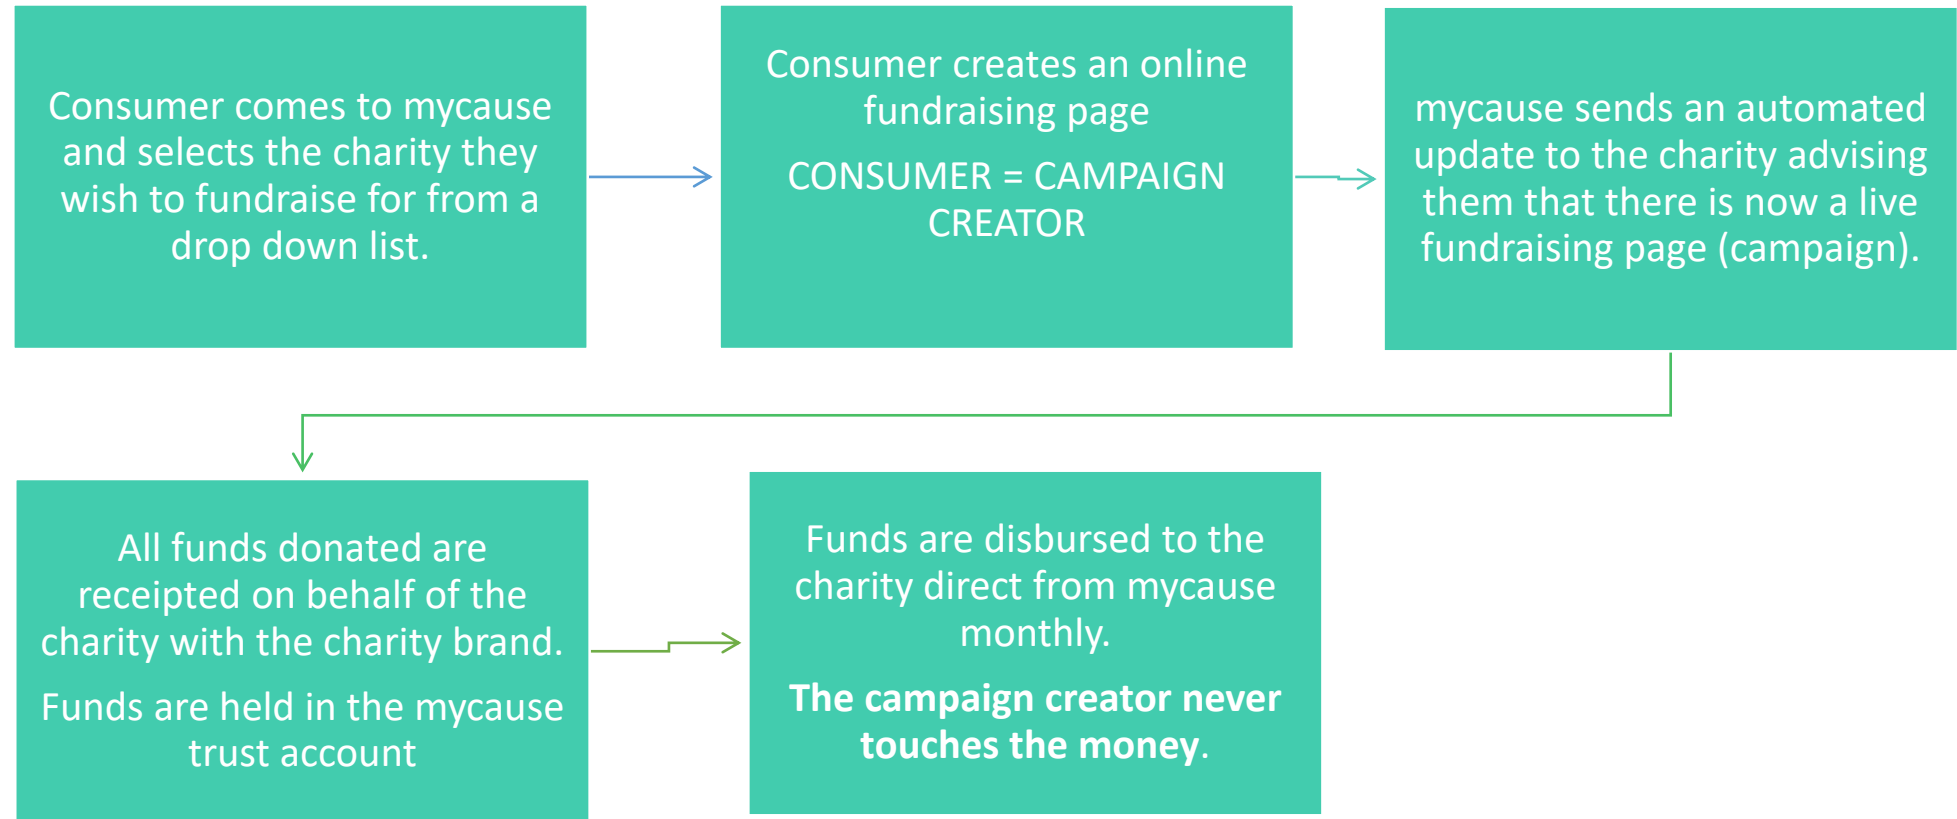 Consumer comes to mycause
and selects the charity they
wish to fundraise for from a
drop down list.
Consumer creates an online
fundraising page
CONSUMER = CAMPAIGN
CREATOR
mycause sends an automated
update to the charity advising
them that there is now a live
fundraising page (campaign).
All funds donated are
receipted on behalf of the
charity with the charity brand.
Funds are held in the mycause
trust account
Funds are disbursed to the
charity direct from mycause
monthly.
The campaign creator never
touches the money.